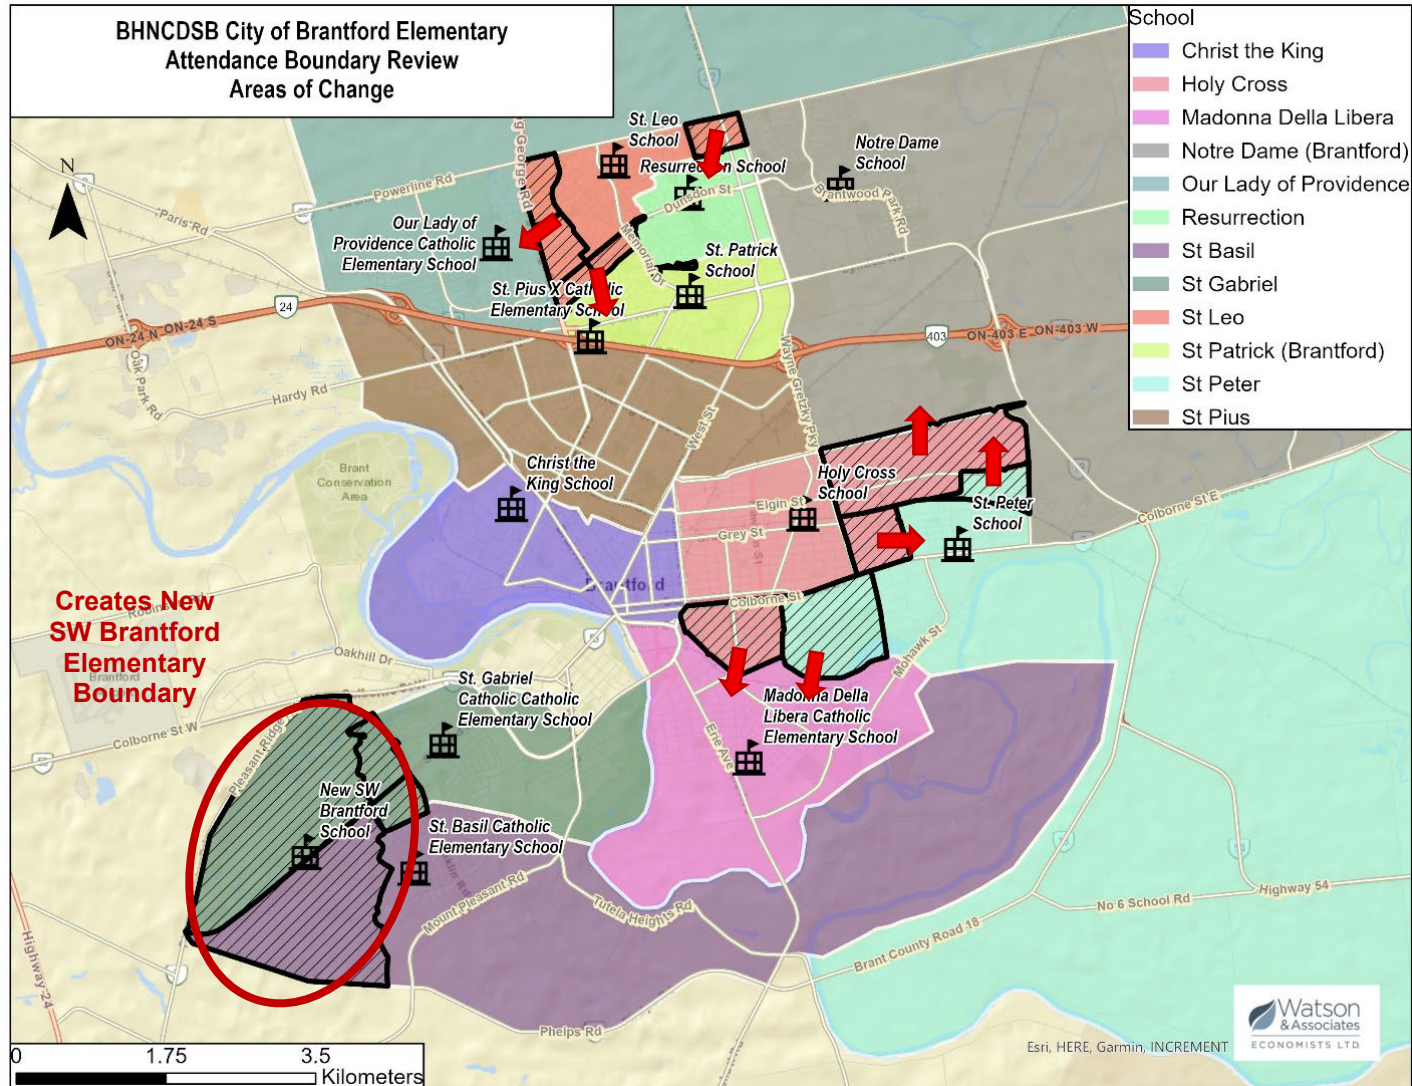 BHNCDSB City of Brantford Elementary
Attendance Boundary Review
Areas of Change
School
Christ the King
Holy Cross
Madonna Della Libera
Notre Dame (Brantford)
Our Lady of Providence
Resurrection
St Basil
St Gabriel
St Leo
St Patrick (Brantford)
St Peter
St Pius
N
St. Leo
School
Resurrection School
Notre Dame
School
Powerline Rd
Paris Rd
King George Rd
Dunsdon St
Brantwood Park Rd
Memorial Dr
Our Lady of
Providence Catholic
Elementary School
St. Patrick
School
St. Pius X Catholic
Elementary School
24
ON-24 N ON-24 S
403
ON-403 E
ON-403 W
Oak Park Rd
Hardy Rd
Wayne Gretzky Pky
West St
Brant
Conservation
Area
Christ the
King School
Holy Cross
School
Elgin St
Grey St
St. Peter
School
Colborne St E
Brantford
Colborne St
Creates New
SW Brantford
Elementary
Boundary
Oakhill Dr
Brantford
Mohawk St
Colborne St W
Pleasant Ridge
St. Gabriel
Catholic Catholic
Elementary School
Madonna Della
Libera Catholic
Elementary School
Erie Ave
New SW
Brantford
School
St. Basil Catholic
Elementary School
Mount Pleasant Rd
Tutela Heights Rd
Highway 54
No 6 School Rd
Brant County Road 18
Highway 24
Phelps Rd
Esri, HERE, Garmin, INCREMENT
Watson
& Associates
ECONOMISTS LTD.
0 1.75 3.5
Kilometers